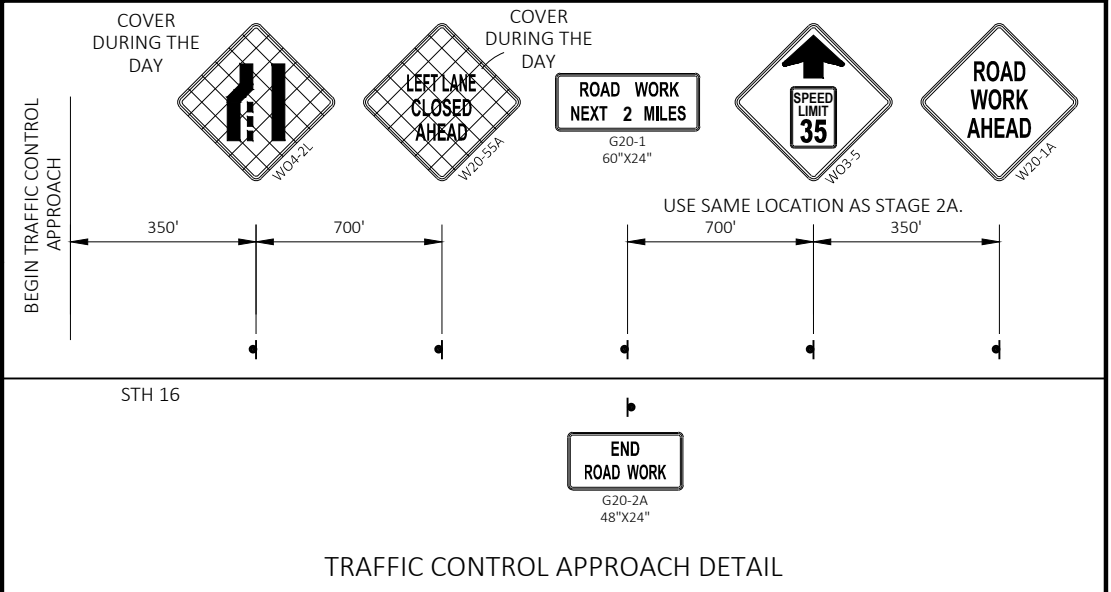 COVER
DURING THE
DAY
COVER
DURING THE
DAY
LEFT LANE
CLOSED
AHEAD
ROAD WORK
NEXT 2 MILES
SPEED
LIMIT
35
ROAD
WORK
AHEAD
WO4-2L
W20-55A
G20-1
60"X24"
WO3-5
W20-1A
BEGIN TRAFFIC CONTROL
APPROACH
USE SAME LOCATION AS STAGE 2A.
350'
700'
700'
350'
STH 16
END
ROAD WORK
G20-2A
48"X24"
TRAFFIC CONTROL APPROACH DETAIL